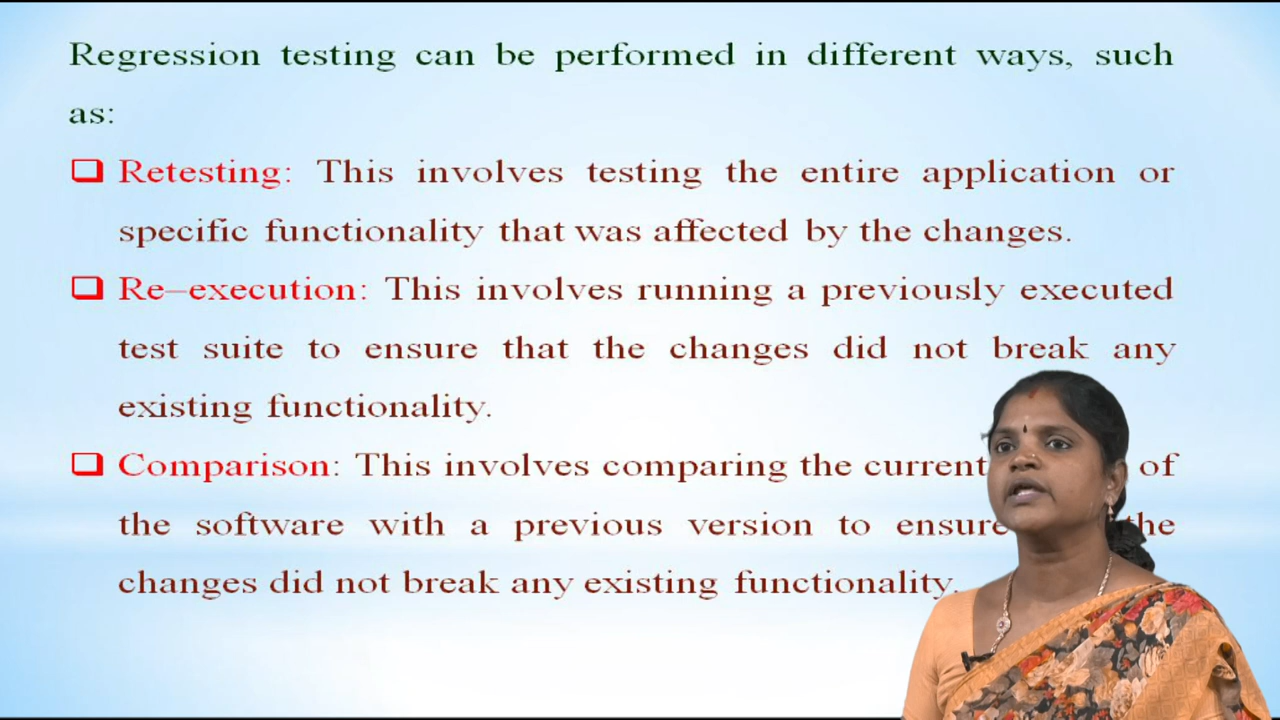 Regression testing can be performed in different ways, such
as:
Retesting: This involves testing the entire application or
specific functionality that was affected by the changes.
Re–execution: This involves running a previously executed
test suite to ensure that the changes did not break any
existing functionality.
Comparison: This involves comparing the current of
the software with a previous version to ensure the
changes did not break any existing functionality.